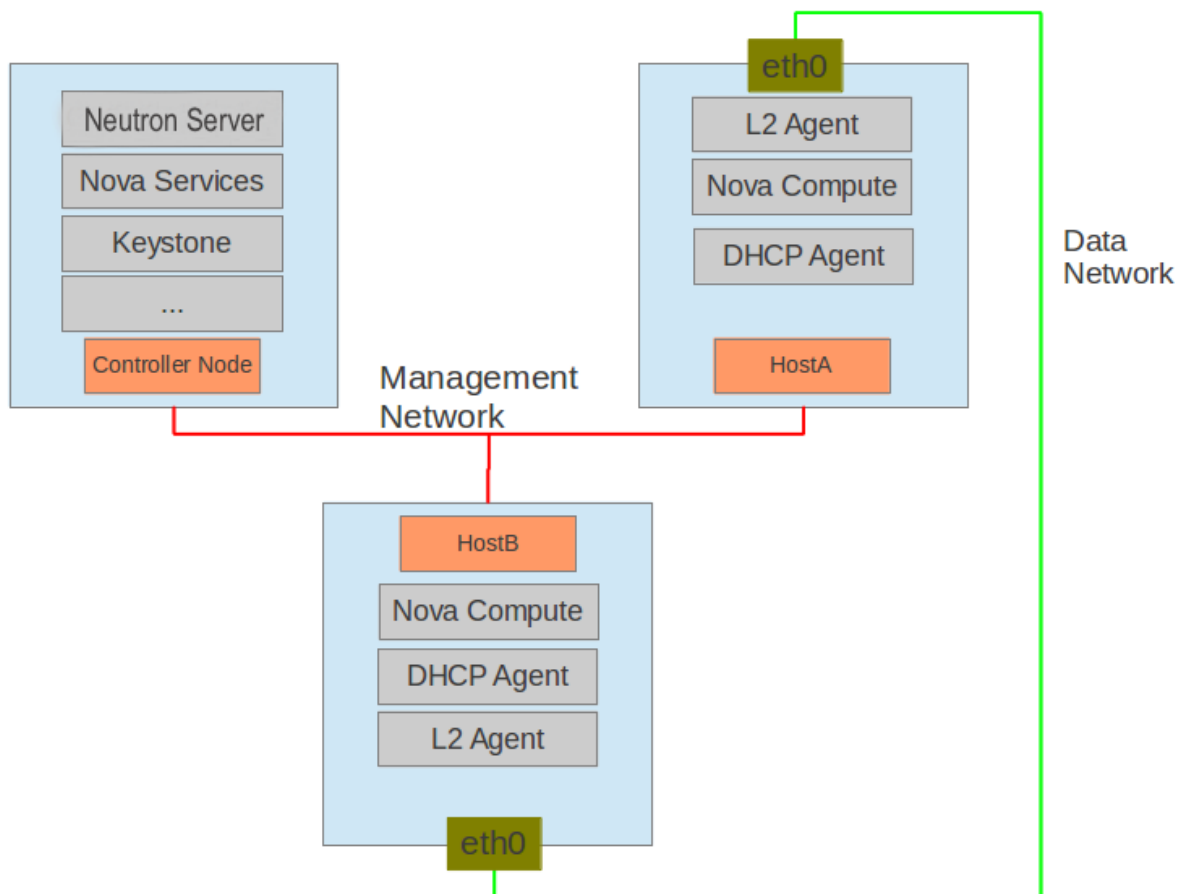 Neutron Server
Nova Services
Keystone
...
Controller Node
eth0
L2 Agent
Nova Compute
DHCP Agent
HostA
Data
Network
Management
Network
HostB
Nova Compute
DHCP Agent
L2 Agent
eth0